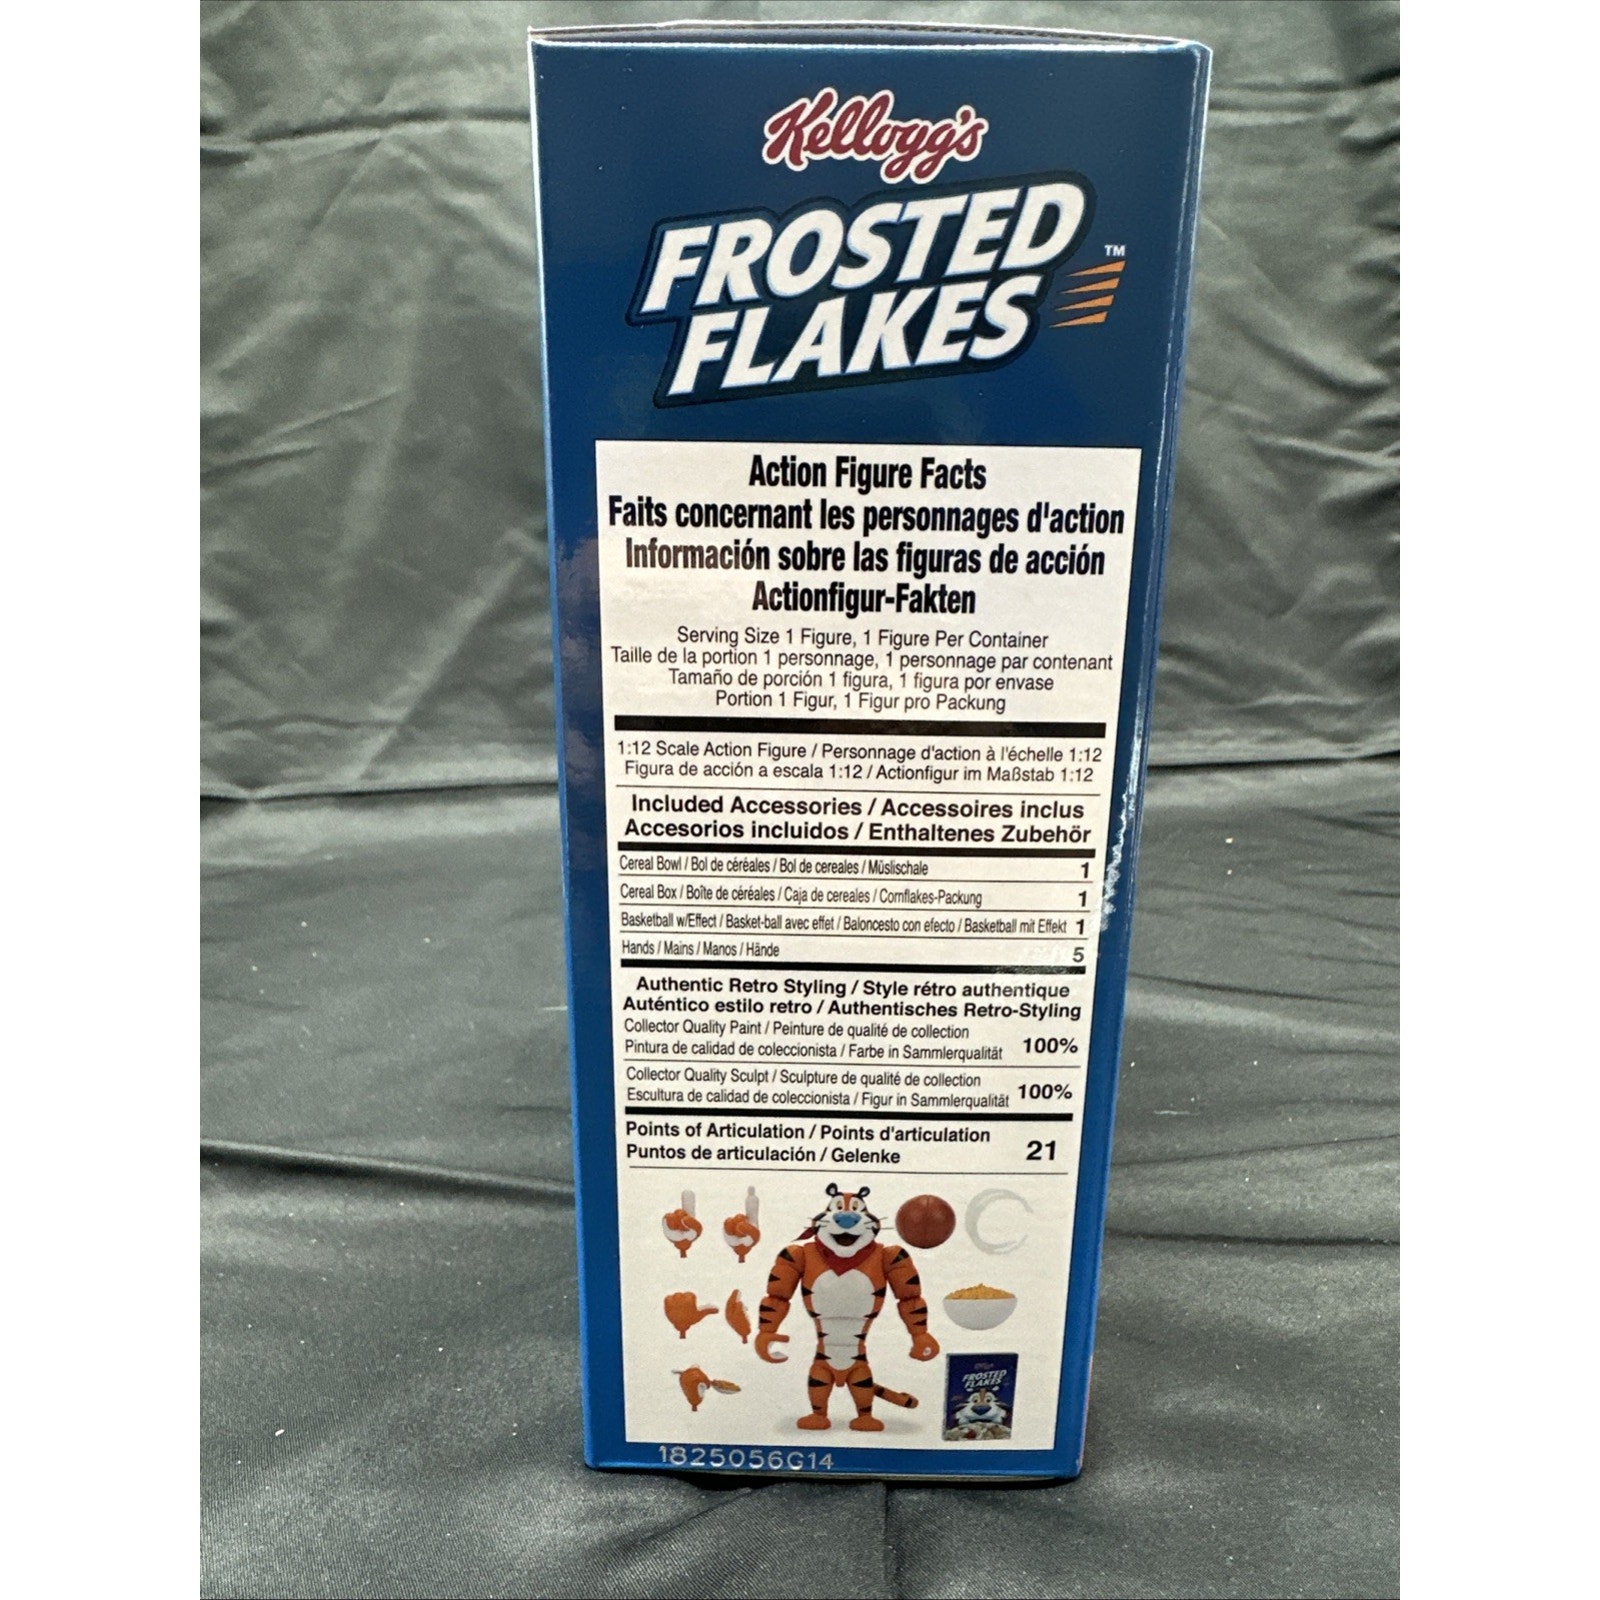 Kellogg's
FROSTED
FLAKES
TM
Action Figure Facts
Faits concernant les personnages d'action
Información sobre las figuras de acción
Actionfigur-Fakten
Serving Size 1 Figure, 1 Figure Per Container
Taille de la portion 1 personnage, 1 personnage par contenant
Tamaño de porción 1 figura, 1 figura por envase
Portion 1 Figur, 1 Figur pro Packung
1:12 Scale Action Figure / Personnage d'action à l'échelle 1:12
Figura de acción a escala 1:12 / Actionfigur im Maßstab 1:12
Included Accessories / Accessoires inclus
Accesorios incluidos / Enthaltenes Zubehör
Cereal Bowl / Bol de céréales / Bol de cereales / Müslischale 1
Cereal Box / Boîte de céréales / Caja de cereales / Cornflakes-Packung 1
Basketball w/Effect / Basket-ball avec effet / Baloncesto con efecto / Basketball mit Effekt 1
Hands / Mains / Manos / Hände 5
Authentic Retro Styling / Style rétro authentique
Auténtico estilo retro / Authentisches Retro-Styling
Collector Quality Paint / Peinture de qualité de collection
Pintura de calidad de coleccionista / Farbe in Sammlerqualität 100%
Collector Quality Sculpt / Sculpture de qualité de collection
Escultura de calidad de coleccionista / Figur in Sammlerqualität 100%
Points of Articulation / Points d'articulation
Puntos de articulación / Gelenke 21
Kellogg's
FROSTED
FLAKES
1825056G14